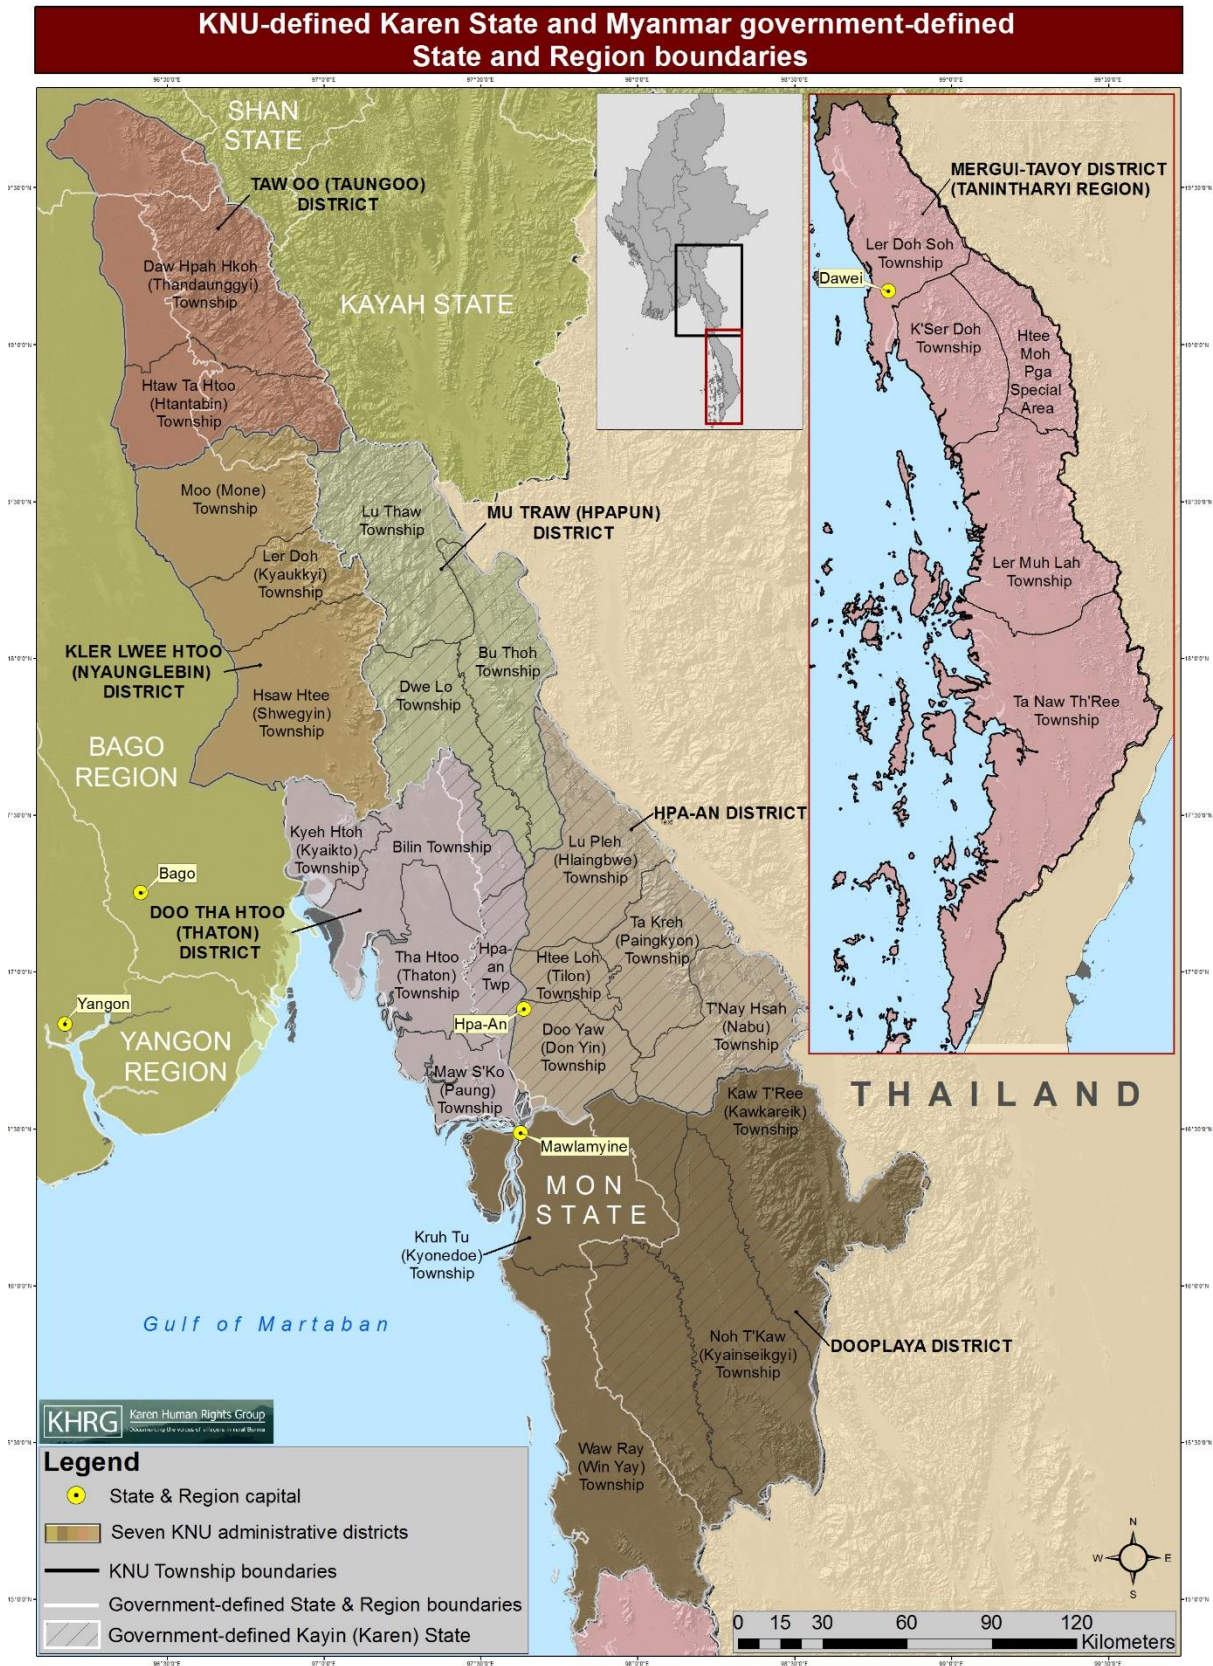 KNU-defined Karen State and Myanmar government-defined
State and Region boundaries
SHAN
STATE
TAW OO (TAUNGOO)
DISTRICT
MERGUI-TAVOY DISTRICT
(TANINTHARYI REGION)
Daw Hpah Hkoh
(Thandaunggyi)
Township
KAYAH STATE
Ler Doh Soh
Township
Dawei
K'Ser Doh
Township
Htee
Moh
Pga
Special
Area
Htaw Ta Htoo
(Htantabin)
Township
Moo (Mone)
Township
Lu Thaw
Township
MU TRAW (HPAPUN)
DISTRICT
Ler Doh
(Kyaukkyi)
Township
Ler Muh Lah
Township
KLER LWEE HTOO
(NYAUNGLEBIN)
DISTRICT
Bu Thoh
Township
Dwe Lo
Township
Hsaw Htee
(Shwegyin)
Township
Ta Naw Th'Ree
Township
BAGO
REGION
HPA-AN DISTRICT
Text
Kyeh Htoh
(Kyaikto)
Township
Bilin Township
Lu Pleh
(Hlaingbwe)
Township
Bago
DOO THA HTOO
(THATON)
DISTRICT
Ta Kreh
(Paingkyon)
Township
Tha Htoo
(Thaton)
Township
Hpa-
an
Twp
Htee Loh
(Tilon)
Township
Yangon
Hpa-An
T'Nay Hsah
(Nabu)
Township
YANGON
REGION
Doo Yaw
(Don Yin)
Township
Maw S'Ko
(Paung)
Township
Kaw T'Ree
(Kawkareik)
Township
THAILAND
Mawlamyine
MON
STATE
Kruh Tu
(Kyonedoe)
Township
Gulf of Martaban
Noh T'Kaw
(Kyainseikgyi)
Township
DOOPLAYA DISTRICT
KHRG
Karen Human Rights Group
Documenting the voices of villagers in rural Burma
Waw Ray
(Win Yay)
Township
Legend
State & Region capital
Seven KNU administrative districts
KNU Township boundaries
Government-defined State & Region boundaries
Government-defined Kayin (Karen) State
N
W
E
S
0 15 30 60 90 120
Kilometers